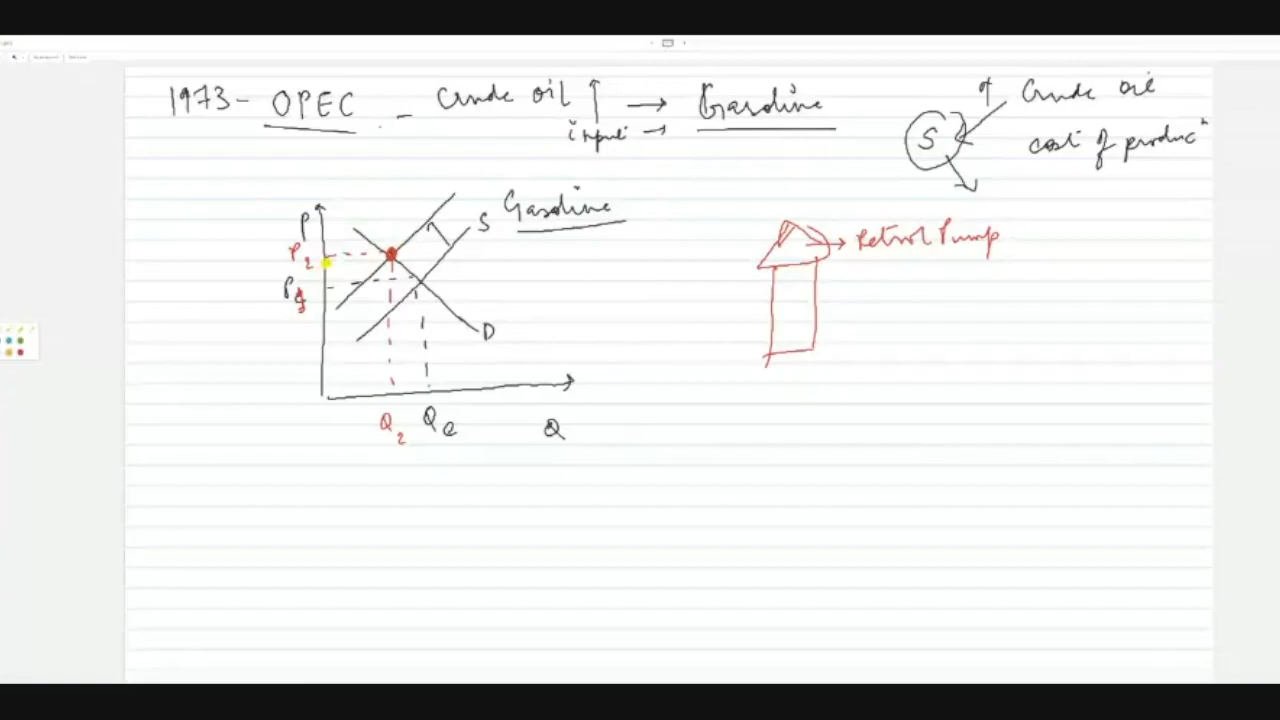 1973 - OPEC - Crude oil ↑ → Gasoline
input →
↑ Crude oil
S
cost of product^n
P
S Gasoline
P2
P1
D
Q2 Qe Q
→ Petrol Pump